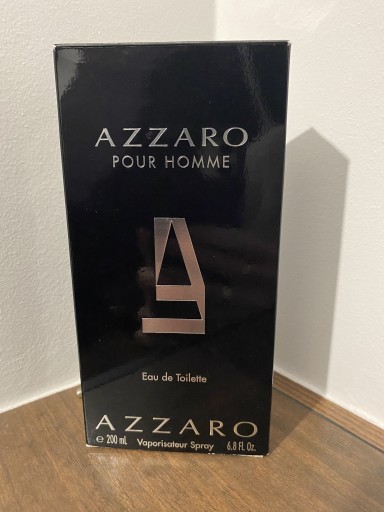 AZZARO
POUR HOMME
Eau de Toilette
AZZARO
e 200 mL Vaporisateur Spray 6.8 Fl. Oz.